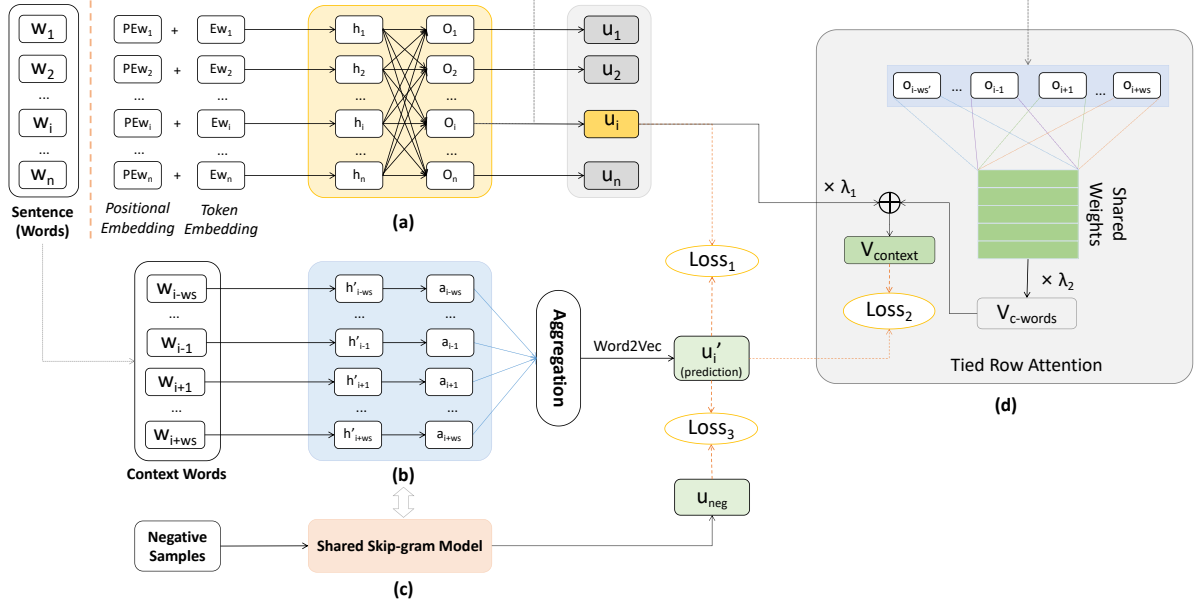 w₁
w₂
...
wᵢ
...
wₙ
Sentence
(Words)
PEw₁ + Ew₁
PEw₂ + Ew₂
... ...
PEwᵢ + Ewᵢ
... ...
PEwₙ + Ewₙ
Positional
Embedding
Token
Embedding
h₁ O₁
h₂ O₂
... ...
hᵢ Oᵢ
... ...
hₙ Oₙ
(a)
u₁
u₂
...
uᵢ
...
uₙ
wᵢ₋ws
...
wᵢ₋₁
wᵢ₊₁
...
wᵢ₊ws
Context Words
h'ᵢ₋ws aᵢ₋ws
... ...
h'ᵢ₋₁ aᵢ₋₁
h'ᵢ₊₁ aᵢ₊₁
... ...
h'ᵢ₊ws aᵢ₊ws
(b)
Aggregation
Word2Vec
Loss₁
uᵢ'
(prediction)
Loss₃
uneg
Negative
Samples
Shared Skip-gram Model
(c)
oᵢ₋ws' ... oᵢ₋₁ oᵢ₊₁ ... oᵢ₊ws
Shared
Weights
× λ₁
Vcontext
× λ₂
Loss₂
Vc-words
Tied Row Attention
(d)